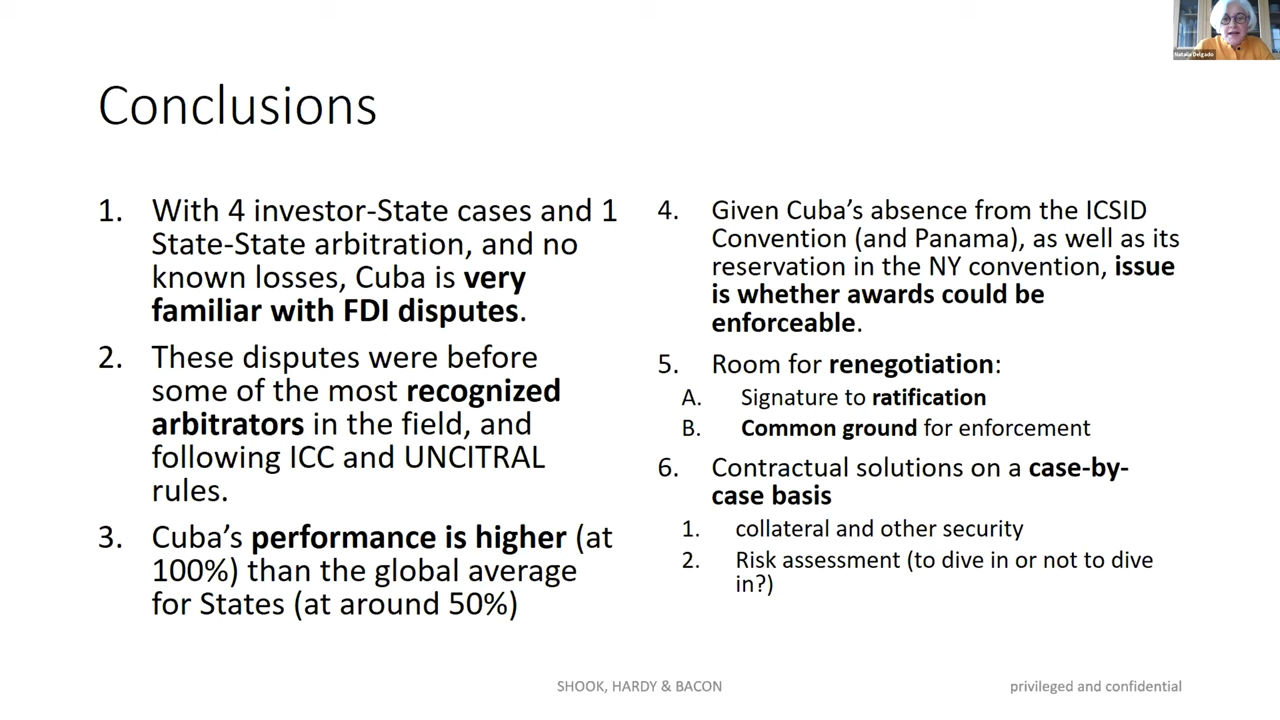 Natalia Delgado
Conclusions
1. With 4 investor-State cases and 1
State-State arbitration, and no
known losses, Cuba is very
familiar with FDI disputes.
2. These disputes were before
some of the most recognized
arbitrators in the field, and
following ICC and UNCITRAL
rules.
3. Cuba’s performance is higher (at
100%) than the global average
for States (at around 50%)
4. Given Cuba’s absence from the ICSID
Convention (and Panama), as well as its
reservation in the NY convention, issue
is whether awards could be
enforceable.
5. Room for renegotiation:
A. Signature to ratification
B. Common ground for enforcement
6. Contractual solutions on a case-by-
case basis
1. collateral and other security
2. Risk assessment (to dive in or not to dive
in?)
SHOOK, HARDY & BACON
privileged and confidential